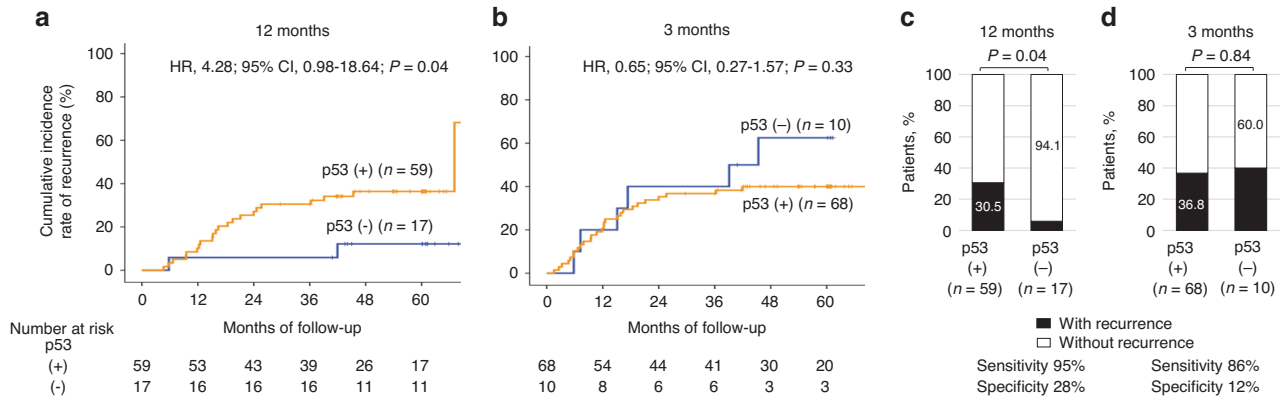 a
12 months
HR, 4.28; 95% CI, 0.98-18.64; P = 0.04
Cumulative incidence
rate of recurrence (%)
100
80
60
40
20
0
p53 (+) (n = 59)
p53 (-) (n = 17)
0 12 24 36 48 60
Months of follow-up
Number at risk
p53
(+) 59 53 43 39 26 17
(-) 17 16 16 16 11 11
b
3 months
HR, 0.65; 95% CI, 0.27-1.57; P = 0.33
100
80
60
40
20
0
p53 (–) (n = 10)
p53 (+) (n = 68)
0 12 24 36 48 60
Months of follow-up
68 54 44 41 30 20
10 8 6 6 3 3
c
12 months
P = 0.04
Patients, %
100
80
60
40
20
0
30.5
94.1
p53 p53
(+) (–)
(n = 59) (n = 17)
d
3 months
P = 0.84
Patients, %
100
80
60
40
20
0
36.8
60.0
p53 p53
(+) (–)
(n = 68) (n = 10)
With recurrence
Without recurrence
Sensitivity 95% Sensitivity 86%
Specificity 28% Specificity 12%